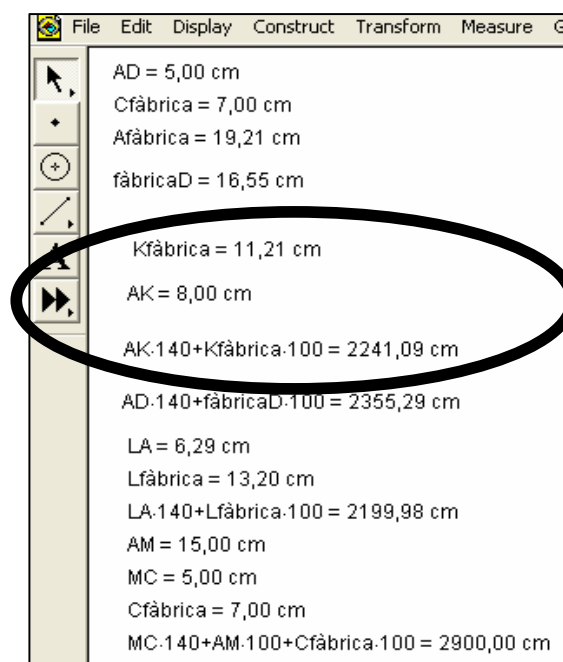 File Edit Display Construct Transform Measure G
AD = 5,00 cm
Cfàbrica = 7,00 cm
Afàbrica = 19,21 cm
fàbricaD = 16,55 cm
A
Kfàbrica = 11,21 cm
AK = 8,00 cm
AK·140+Kfàbrica·100 = 2241,09 cm
AD·140+fàbricaD·100 = 2355,29 cm
LA = 6,29 cm
Lfàbrica = 13,20 cm
LA·140+Lfàbrica·100 = 2199,98 cm
AM = 15,00 cm
MC = 5,00 cm
Cfàbrica = 7,00 cm
MC·140+AM·100+Cfàbrica·100 = 2900,00 cm